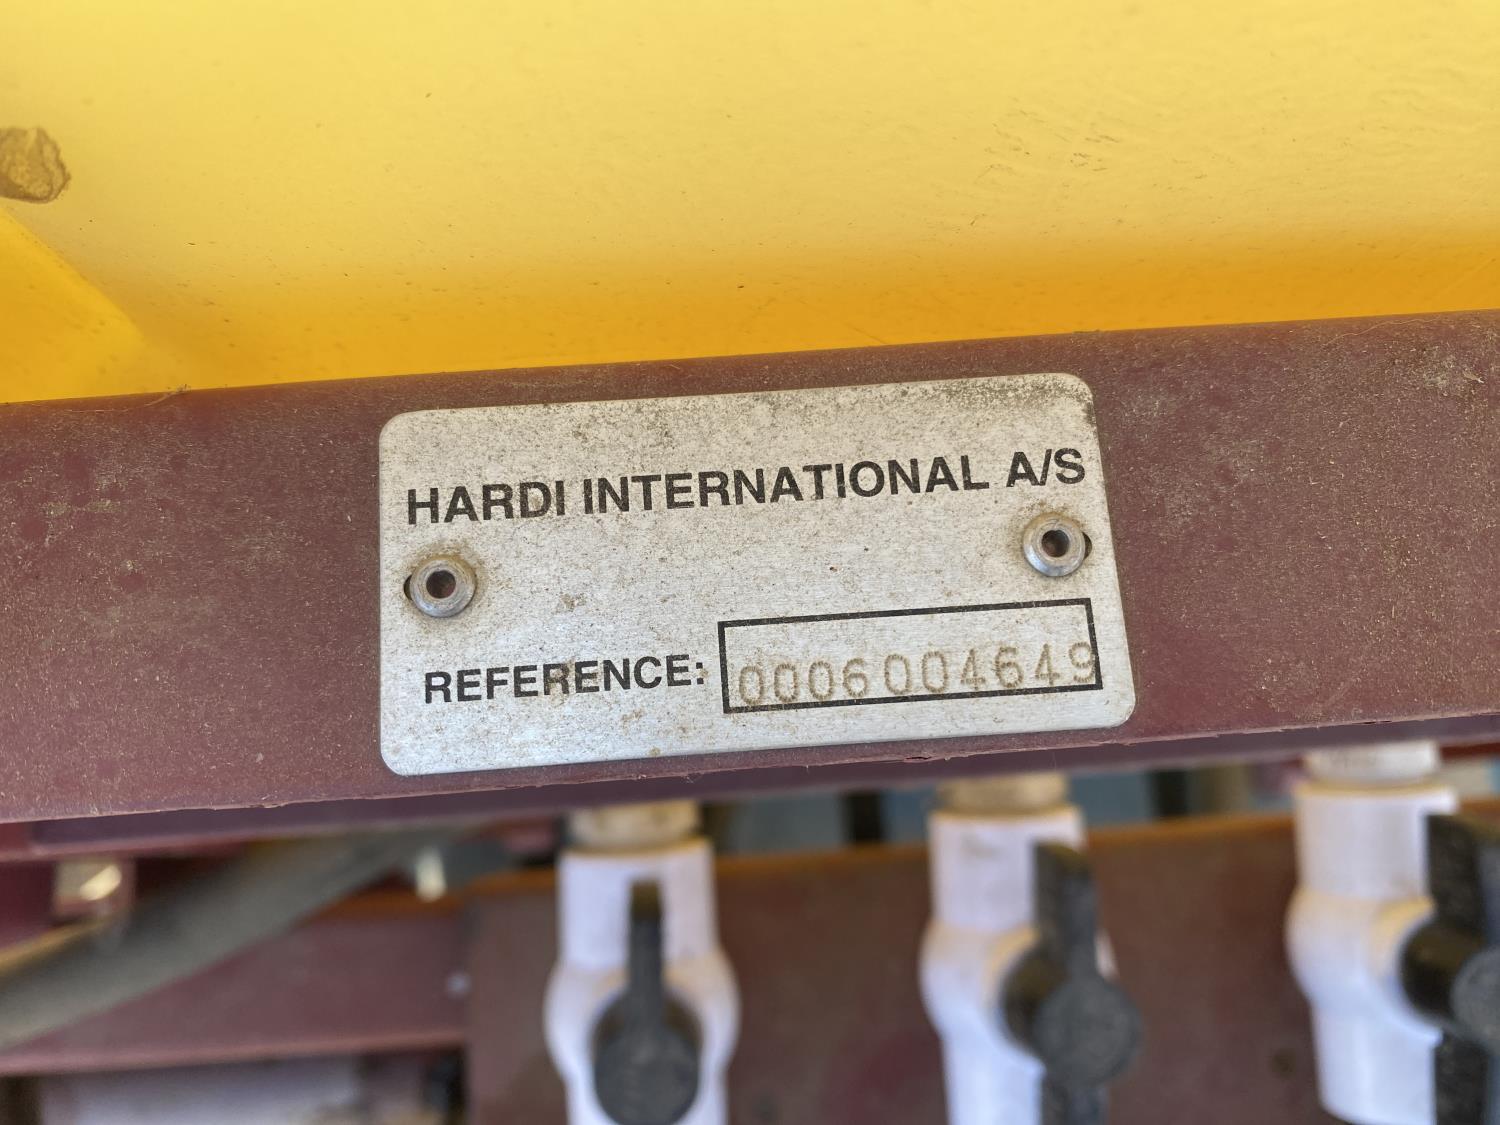 HARDI INTERNATIONAL A/S
REFERENCE: 0006004649